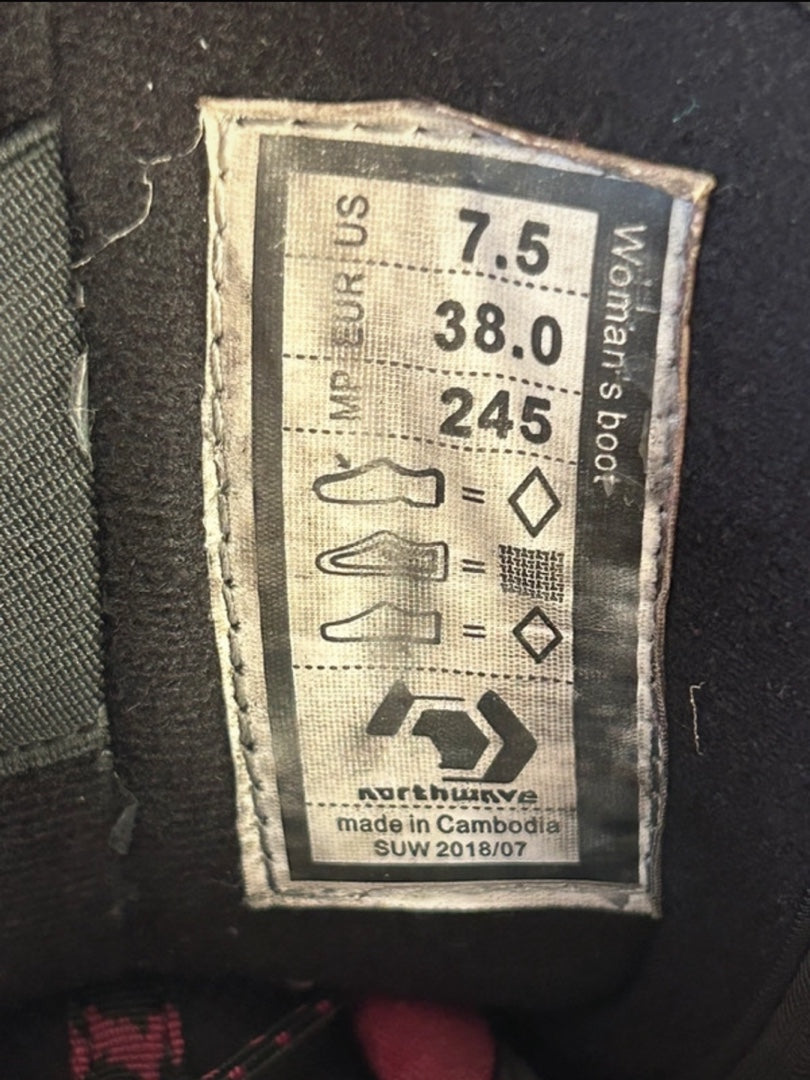 US 7.5
EUR 38.0
MP 245
=
=
=
northwave
made in Cambodia
SUW 2018/07
Woman's boot